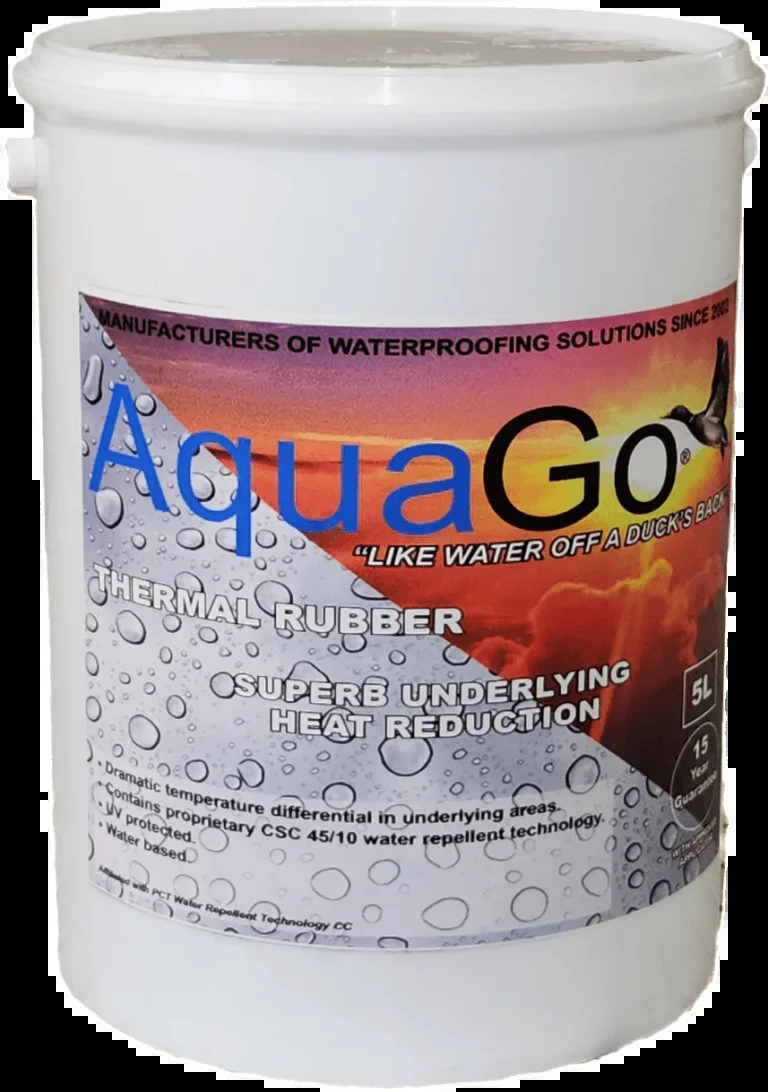 MANUFACTURERS OF WATERPROOFING SOLUTIONS SINCE 2003
AquaGo®
“LIKE WATER OFF A DUCK'S BACK"
THERMAL RUBBER
SUPERB UNDERLYING
HEAT REDUCTION
5L
15
Year
Guarantee
• Dramatic temperature differential in underlying areas.
• Contains proprietary CSC 45/10 water repellent technology.
• UV protected.
• Water based.
Affiliated with PCT Water Repellent Technology CC